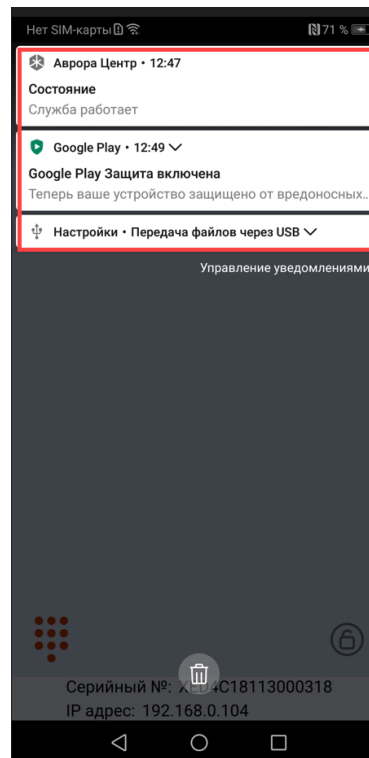 Нет SIM-карты 71 %
Аврора Центр • 12:47
Состояние
Служба работает
Google Play • 12:49
Google Play Защита включена
Теперь ваше устройство защищено от вредоносных..
Настройки • Передача файлов через USB
Управление уведомлениями
Серийный №: 4C18113000318
IP адрес: 192.168.0.104